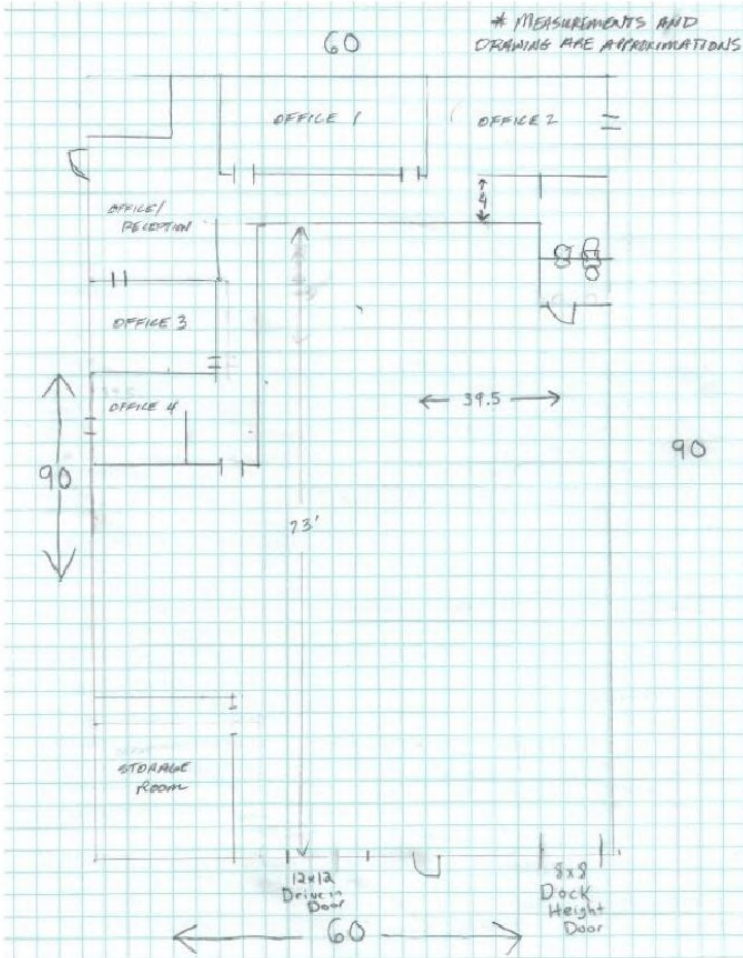 * MEASUREMENTS AND
DRAWING ARE APPROXIMATIONS
60
OFFICE 1
OFFICE 2
4
OFFICE/
RECEPTION
OFFICE 3
39.5
OFFICE 4
90
90
73'
STORAGE
ROOM
12x12
Drive in
Door
8x8
Dock
Height
Door
60